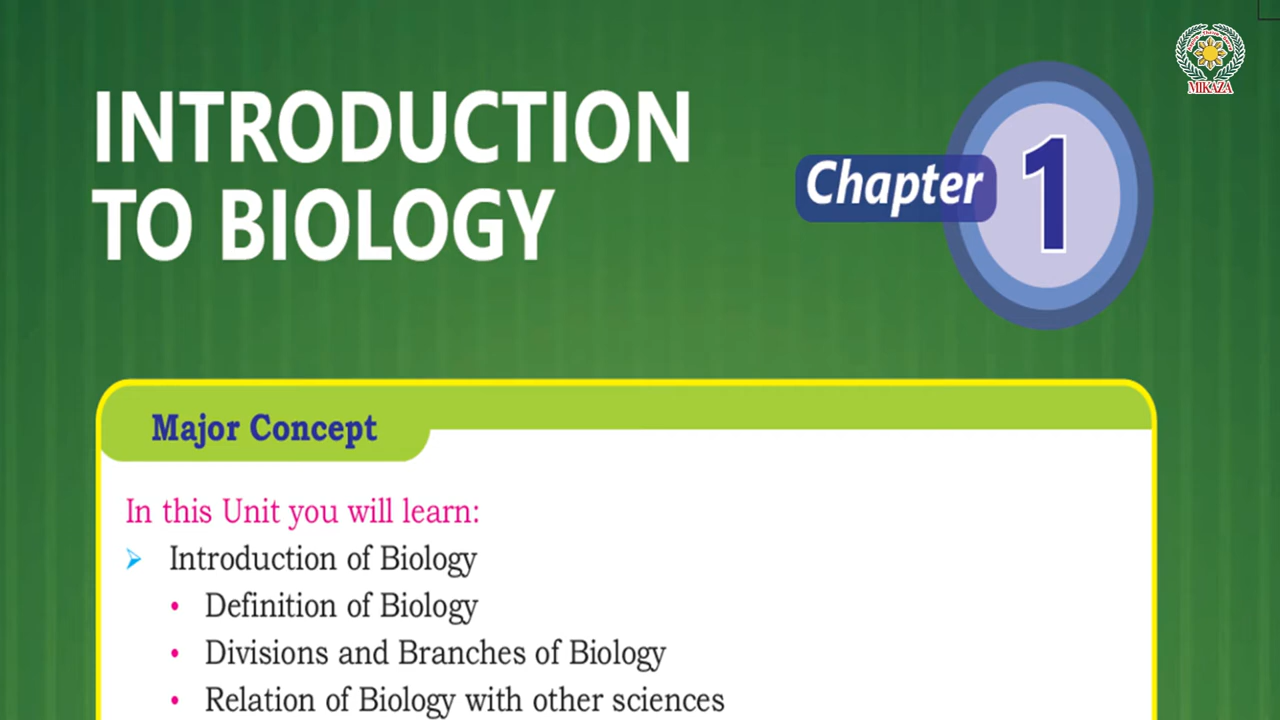 MIKAZA
INTRODUCTION
TO BIOLOGY
Chapter 1
Major Concept
In this Unit you will learn:
➢ Introduction of Biology
• Definition of Biology
• Divisions and Branches of Biology
• Relation of Biology with other sciences